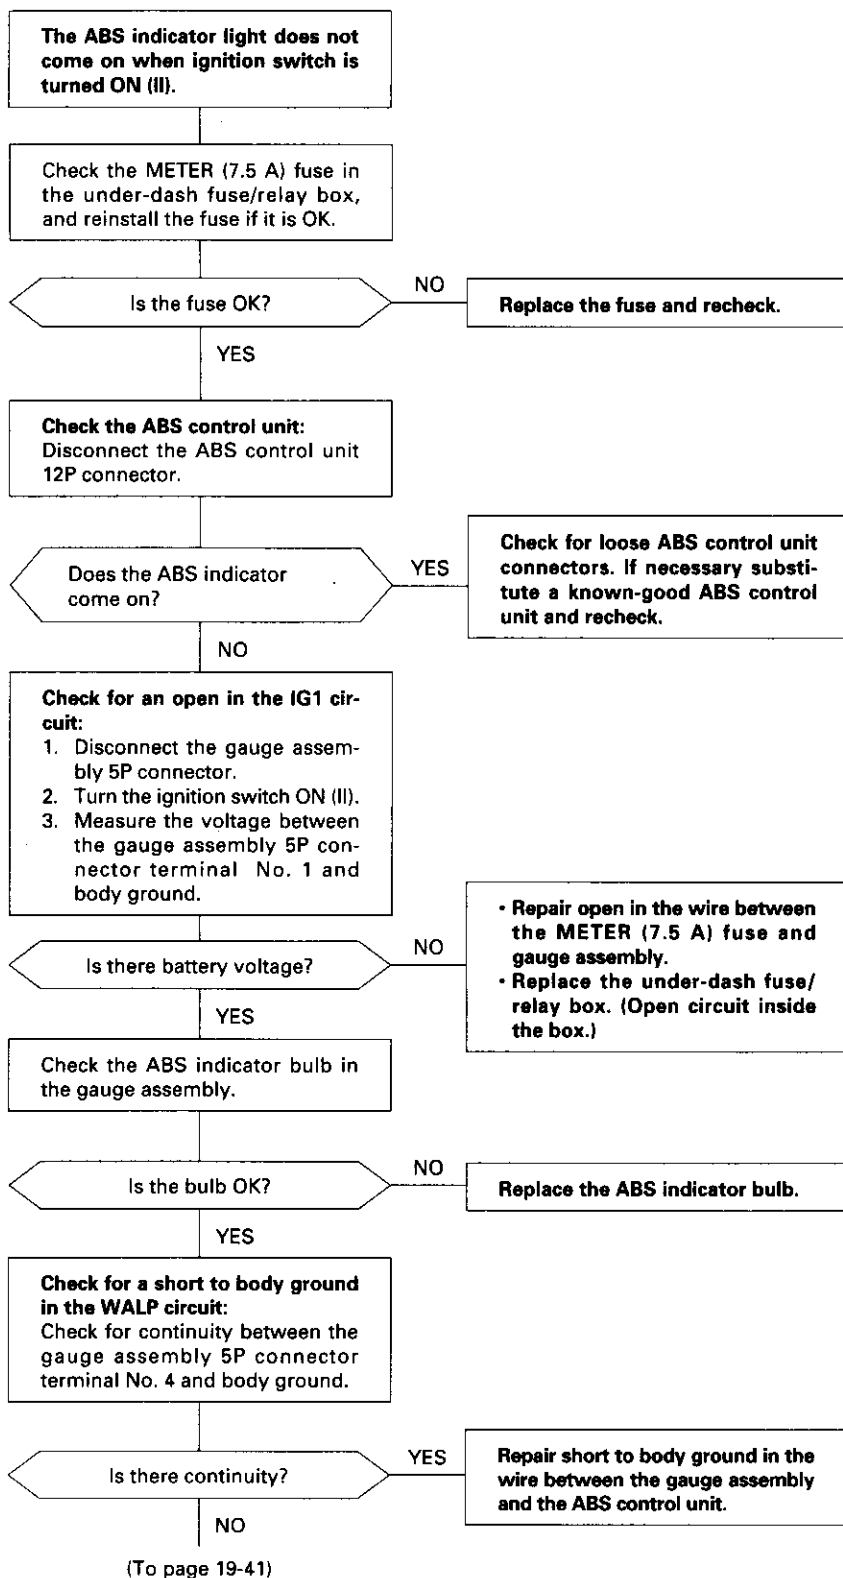 The ABS indicator light does not
come on when ignition switch is
turned ON (II).
Check the METER (7.5 A) fuse in
the under-dash fuse/relay box,
and reinstall the fuse if it is OK.
Is the fuse OK?
NO
Replace the fuse and recheck.
YES
Check the ABS control unit:
Disconnect the ABS control unit
12P connector.
Does the ABS indicator
come on?
YES
Check for loose ABS control unit
connectors. If necessary substi-
tute a known-good ABS control
unit and recheck.
NO
Check for an open in the IG1 cir-
cuit:
1. Disconnect the gauge assem-
bly 5P connector.
2. Turn the ignition switch ON (II).
3. Measure the voltage between
the gauge assembly 5P con-
nector terminal No. 1 and
body ground.
Is there battery voltage?
NO
• Repair open in the wire between
the METER (7.5 A) fuse and
gauge assembly.
• Replace the under-dash fuse/
relay box. (Open circuit inside
the box.)
YES
Check the ABS indicator bulb in
the gauge assembly.
Is the bulb OK?
NO
Replace the ABS indicator bulb.
YES
Check for a short to body ground
in the WALP circuit:
Check for continuity between the
gauge assembly 5P connector
terminal No. 4 and body ground.
Is there continuity?
YES
Repair short to body ground in the
wire between the gauge assembly
and the ABS control unit.
NO
(To page 19-41)